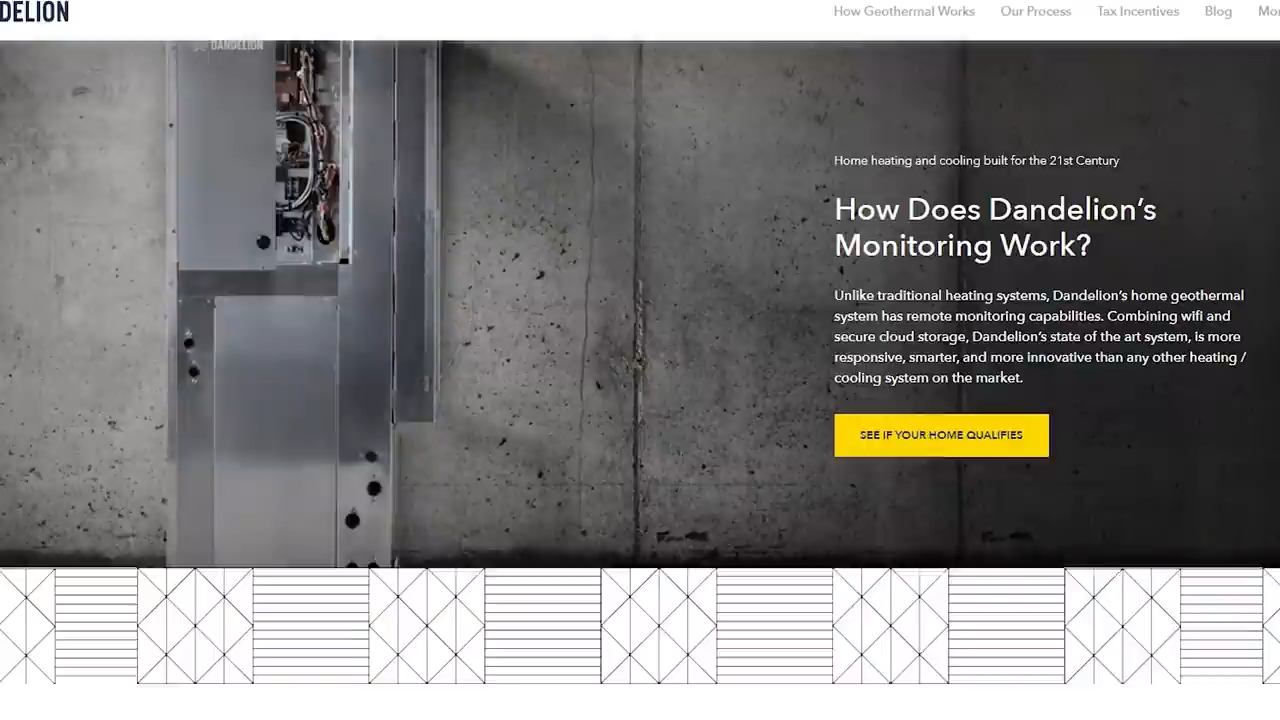 DELION
How Geothermal Works Our Process Tax Incentives Blog Mor
DANDELION
Home heating and cooling built for the 21st Century
How Does Dandelion's
Monitoring Work?
Unlike traditional heating systems, Dandelion's home geothermal
system has remote monitoring capabilities. Combining wifi and
secure cloud storage, Dandelion's state of the art system, is more
responsive, smarter, and more innovative than any other heating /
cooling system on the market.
SEE IF YOUR HOME QUALIFIES